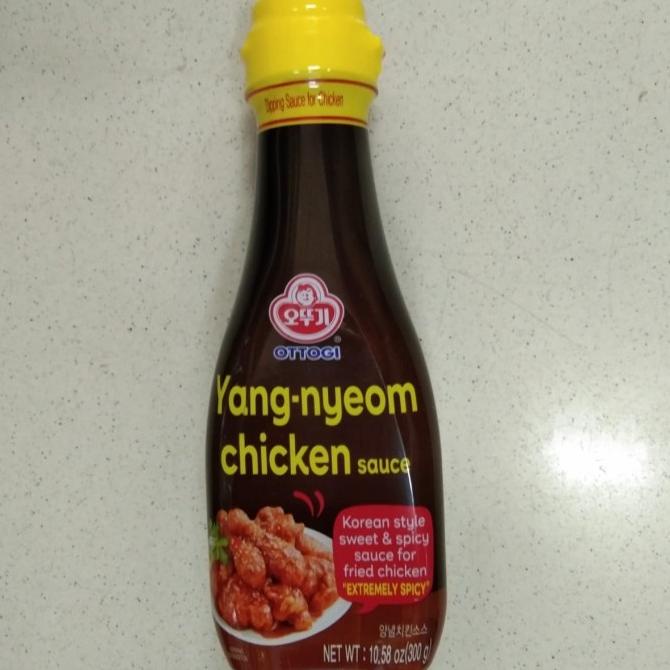 Dipping Sauce for Chicken
오뚜기
®
OTTOGI
Yang-nyeom
chicken sauce
Korean style
sweet & spicy
sauce for
fried chicken
"EXTREMELY SPICY"
양념치킨소스
NET WT : 10.58 oz(300 g)